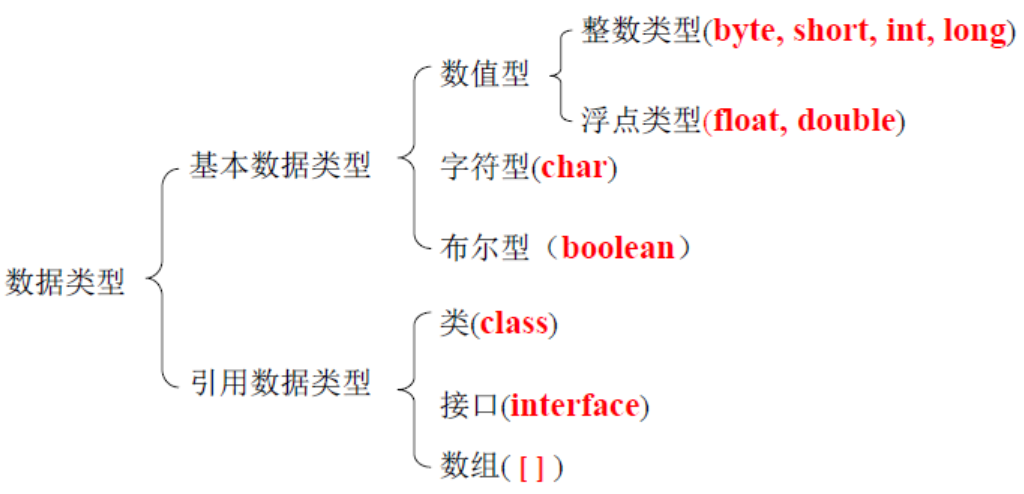 整数类型(byte, short, int, long)
数值型
浮点类型(float, double)
基本数据类型
字符型(char)
布尔型（boolean）
数据类型
类(class)
引用数据类型
接口(interface)
数组([ ])